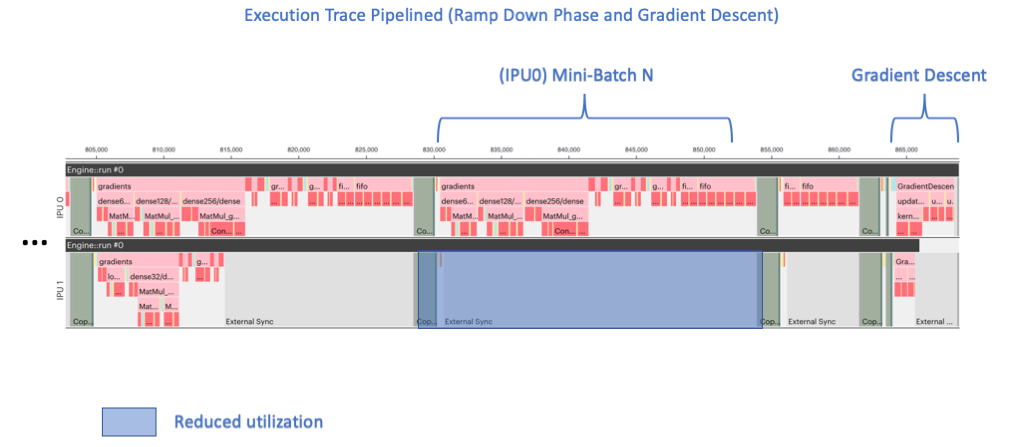 Execution Trace Pipelined (Ramp Down Phase and Gradient Descent)
(IPU0) Mini-Batch N
Gradient Descent
805,000 810,000 815,000 820,000 825,000 830,000 835,000 840,000 845,000 850,000 855,000 860,000 865,000
Engine::run #0
IPU 0
gradients gr... g... fi... fifo gradients gr... g... fi... fifo fi... fifo GradientDescen
dense6... dense128/... dense256/dense dense6... dense128/... dense256/dense updat... u... u.
MatM... MatMul_... MatMul_g... MatM... MatMul_... MatMul_g... kern...
Co... Con... Co... Con... Co... Co...
...
Engine::run #0
IPU 1
gradients g... Gra...
lo... dense32/d... ...
MatMul_...
Mat... M...
Cop... External Sync Cop... External Sync Cop... External Sync Cop... External ...
Reduced utilization